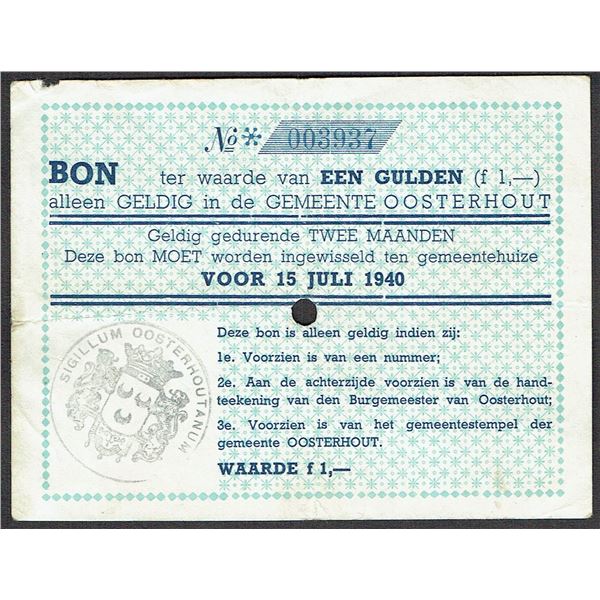 No * 003937
BON ter waarde van EEN GULDEN (f 1,—)
alleen GELDIG in de GEMEENTE OOSTERHOUT
Geldig gedurende TWEE MAANDEN
Deze bon MOET worden ingewisseld ten gemeentehuize
VOOR 15 JULI 1940
Deze bon is alleen geldig indien zij:
1e. Voorzien is van een nummer;
2e. Aan de achterzijde voorzien is van de hand-
teekening van den Burgemeester van Oosterhout;
3e. Voorzien is van het gemeentestempel der
gemeente OOSTERHOUT.
WAARDE f 1,—
SIGILLUM OOSTERHOUTANUM